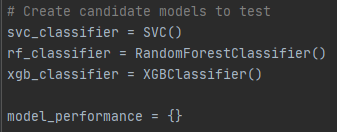 # Create candidate models to test
svc_classifier = SVC()
rf_classifier = RandomForestClassifier()
xgb_classifier = XGBClassifier()
model_performance = {}